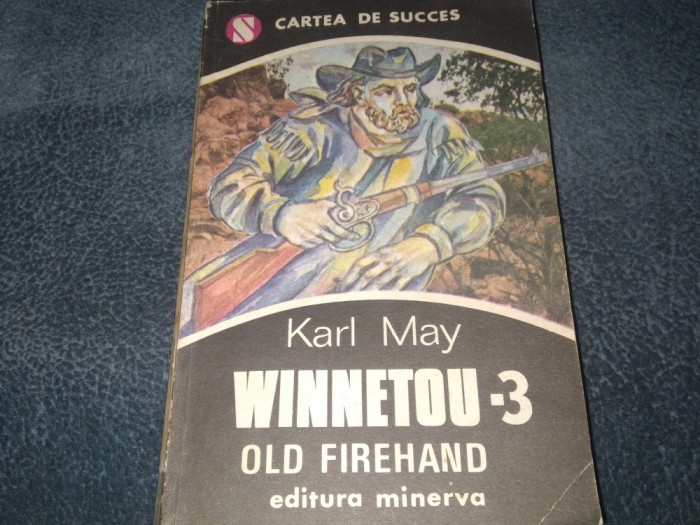 S CARTEA DE SUCCES
Karl May
WINNETOU-3
OLD FIREHAND
editura minerva